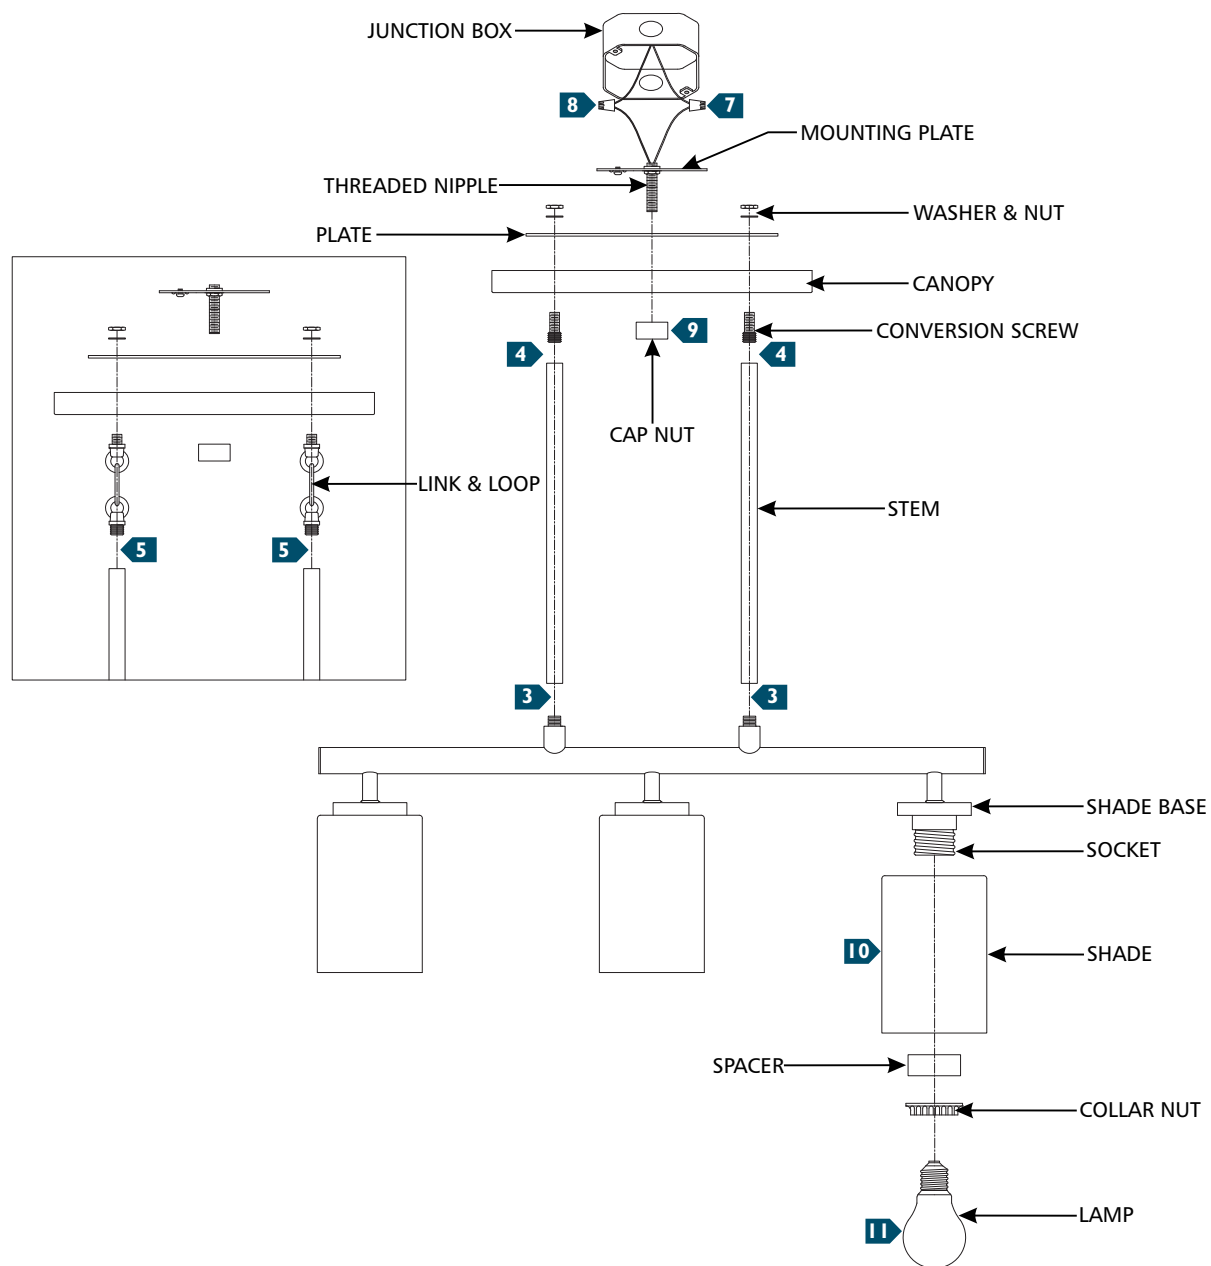 JUNCTION BOX
8
7
MOUNTING PLATE
THREADED NIPPLE
WASHER & NUT
PLATE
CANOPY
9
CONVERSION SCREW
4
4
CAP NUT
LINK & LOOP
STEM
5
5
3
3
SHADE BASE
SOCKET
10
SHADE
SPACER
COLLAR NUT
LAMP
11